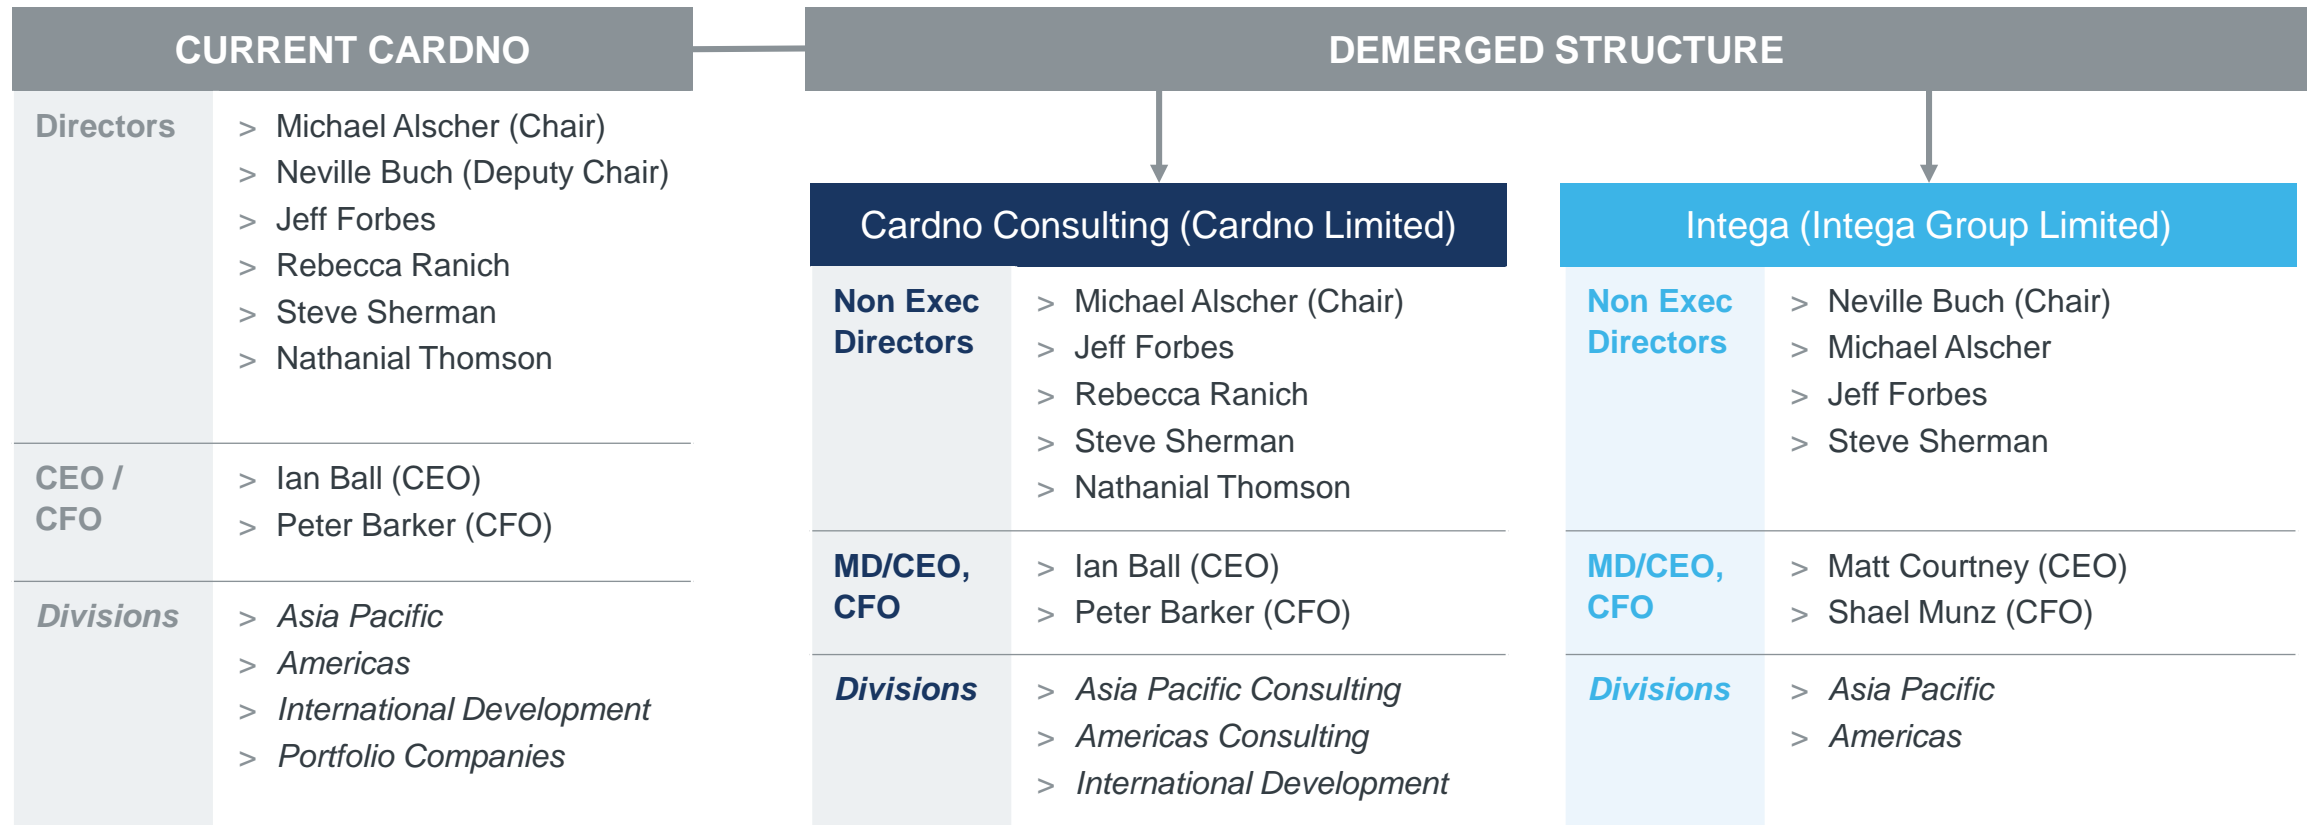 CURRENT CARDNO
Directors
> Michael Alscher (Chair)
> Neville Buch (Deputy Chair)
> Jeff Forbes
> Rebecca Ranich
> Steve Sherman
> Nathanial Thomson
CEO /
CFO
> Ian Ball (CEO)
> Peter Barker (CFO)
Divisions
> Asia Pacific
> Americas
> International Development
> Portfolio Companies
DEMERGED STRUCTURE
Cardno Consulting (Cardno Limited)
Non Exec
Directors
> Michael Alscher (Chair)
> Jeff Forbes
> Rebecca Ranich
> Steve Sherman
> Nathanial Thomson
MD/CEO,
CFO
> Ian Ball (CEO)
> Peter Barker (CFO)
Divisions
> Asia Pacific Consulting
> Americas Consulting
> International Development
Intega (Intega Group Limited)
Non Exec
Directors
> Neville Buch (Chair)
> Michael Alscher
> Jeff Forbes
> Steve Sherman
MD/CEO,
CFO
> Matt Courtney (CEO)
> Shael Munz (CFO)
Divisions
> Asia Pacific
> Americas